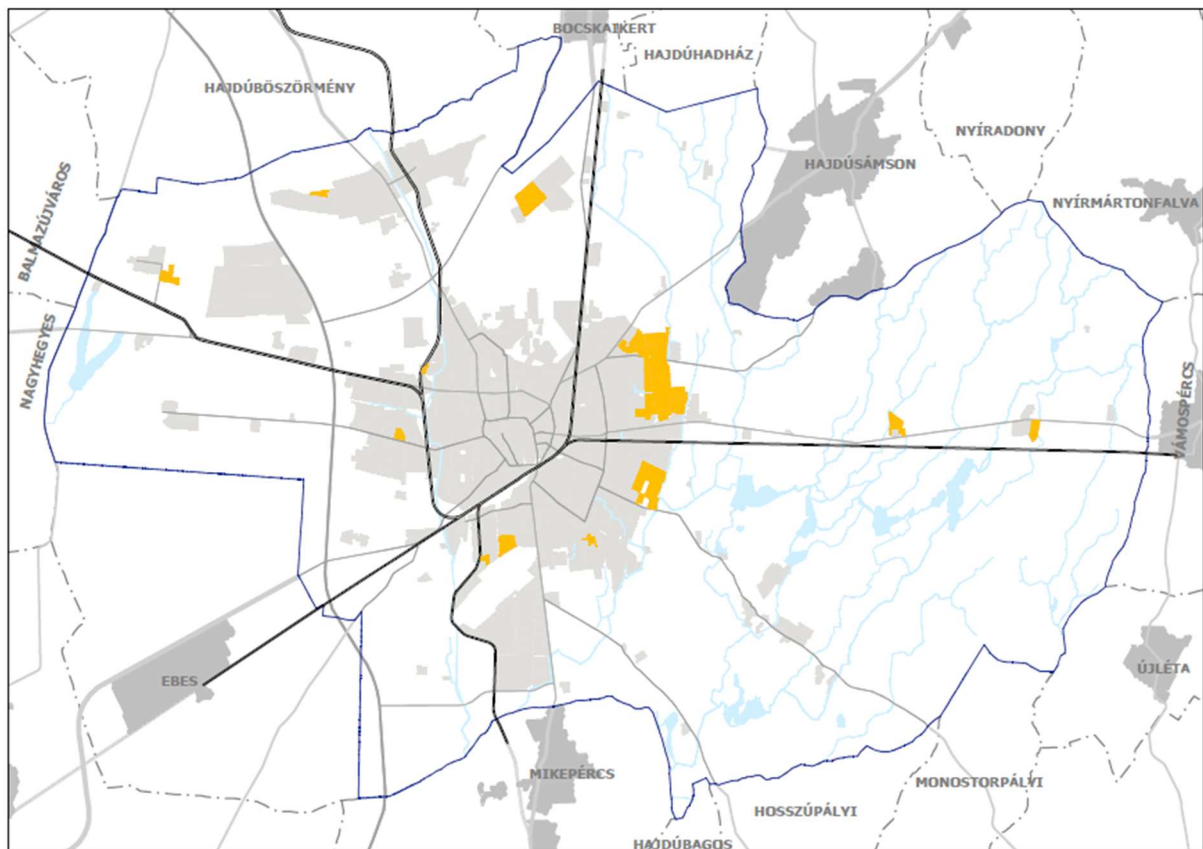 BOCSKAIKERT
HAJDÚHADHÁZ
HAJDÚBÖSZÖRMÉNY
NYÍRADONY
HAJDÚSÁMSON
NYÍRMÁRTONFALVA
BALMAZÚJVÁROS
NAGYHEGYES
VÁMOSPÉRCS
ÚJLÉTA
EBES
MIKEPÉRCS
MONOSTORPÁLYI
HOSSZÚPÁLYI
HAJDÚBAGOS